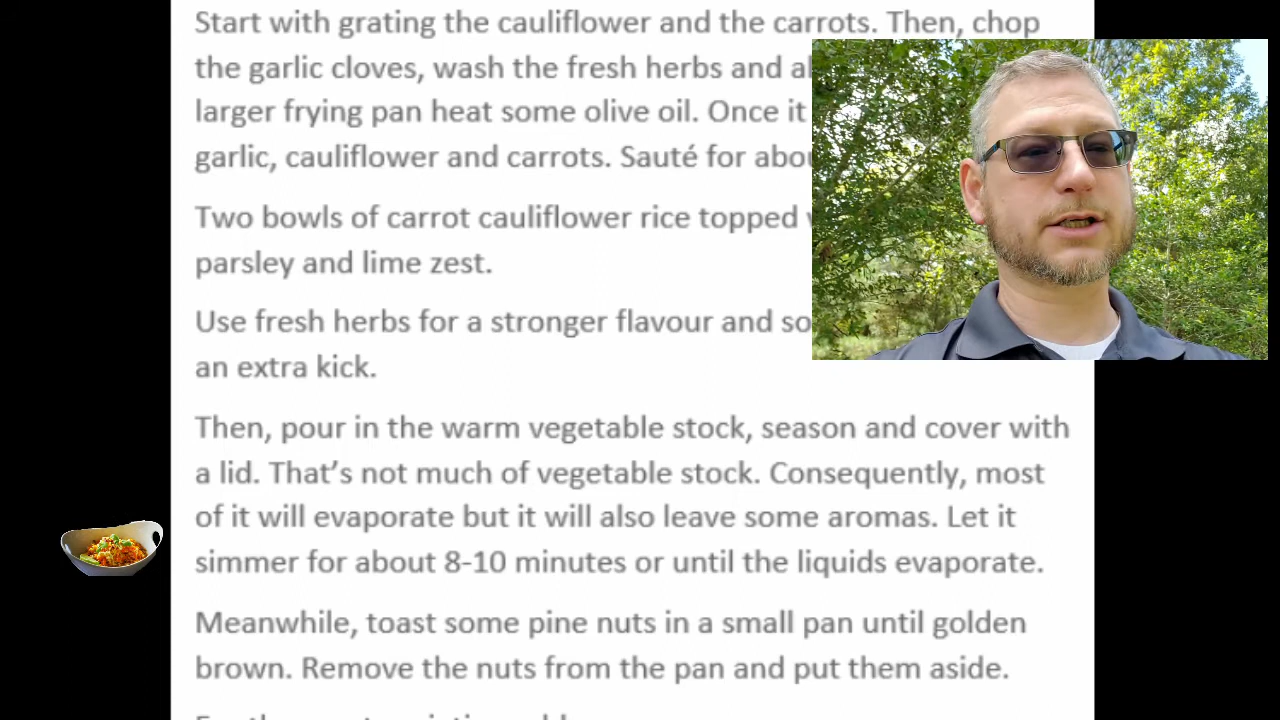 Start with grating the cauliflower and the carrots. Then, chop
the garlic cloves, wash the fresh herbs and
larger frying pan heat some olive oil. Once it
garlic, cauliflower and carrots. Sauté for
Two bowls of carrot cauliflower rice topped
parsley and lime zest.
Use fresh herbs for a stronger flavour and
an extra kick.
Then, pour in the warm vegetable stock, season and cover with
a lid. That’s not much of vegetable stock. Consequently, most
of it will evaporate but it will also leave some aromas. Let it
simmer for about 8-10 minutes or until the liquids evaporate.
Meanwhile, toast some pine nuts in a small pan until golden
brown. Remove the nuts from the pan and put them aside.